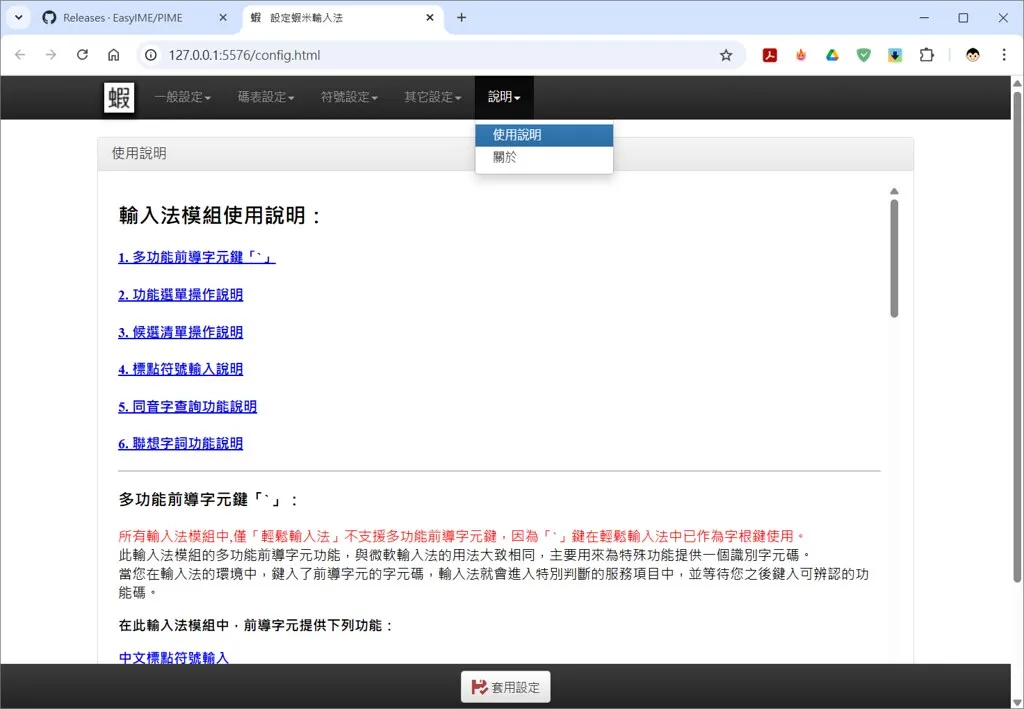 Releases · EasyIME/PIME
蝦 設定蝦米輸入法
127.0.0.1:5576/config.html
蝦 一般設定 碼表設定 符號設定 其它設定 說明
使用說明
關於
使用說明
輸入法模組使用說明：
1. 多功能前導字元鍵「`」
2. 功能選單操作說明
3. 候選清單操作說明
4. 標點符號輸入說明
5. 同音字查詢功能說明
6. 聯想字詞功能說明
多功能前導字元鍵「`」：
所有輸入法模組中,僅「輕鬆輸入法」不支援多功能前導字元鍵，因為「`」鍵在輕鬆輸入法中已作為字根鍵使用。
此輸入法模組的多功能前導字元功能，與微軟輸入法的用法大致相同，主要用來為特殊功能提供一個識別字元碼。
當您在輸入法的環境中，鍵入了前導字元的字元碼，輸入法就會進入特別判斷的服務項目中，並等待您之後鍵入可辨認的功
能碼。
在此輸入法模組中，前導字元提供下列功能：
中文標點符號輸入
套用設定